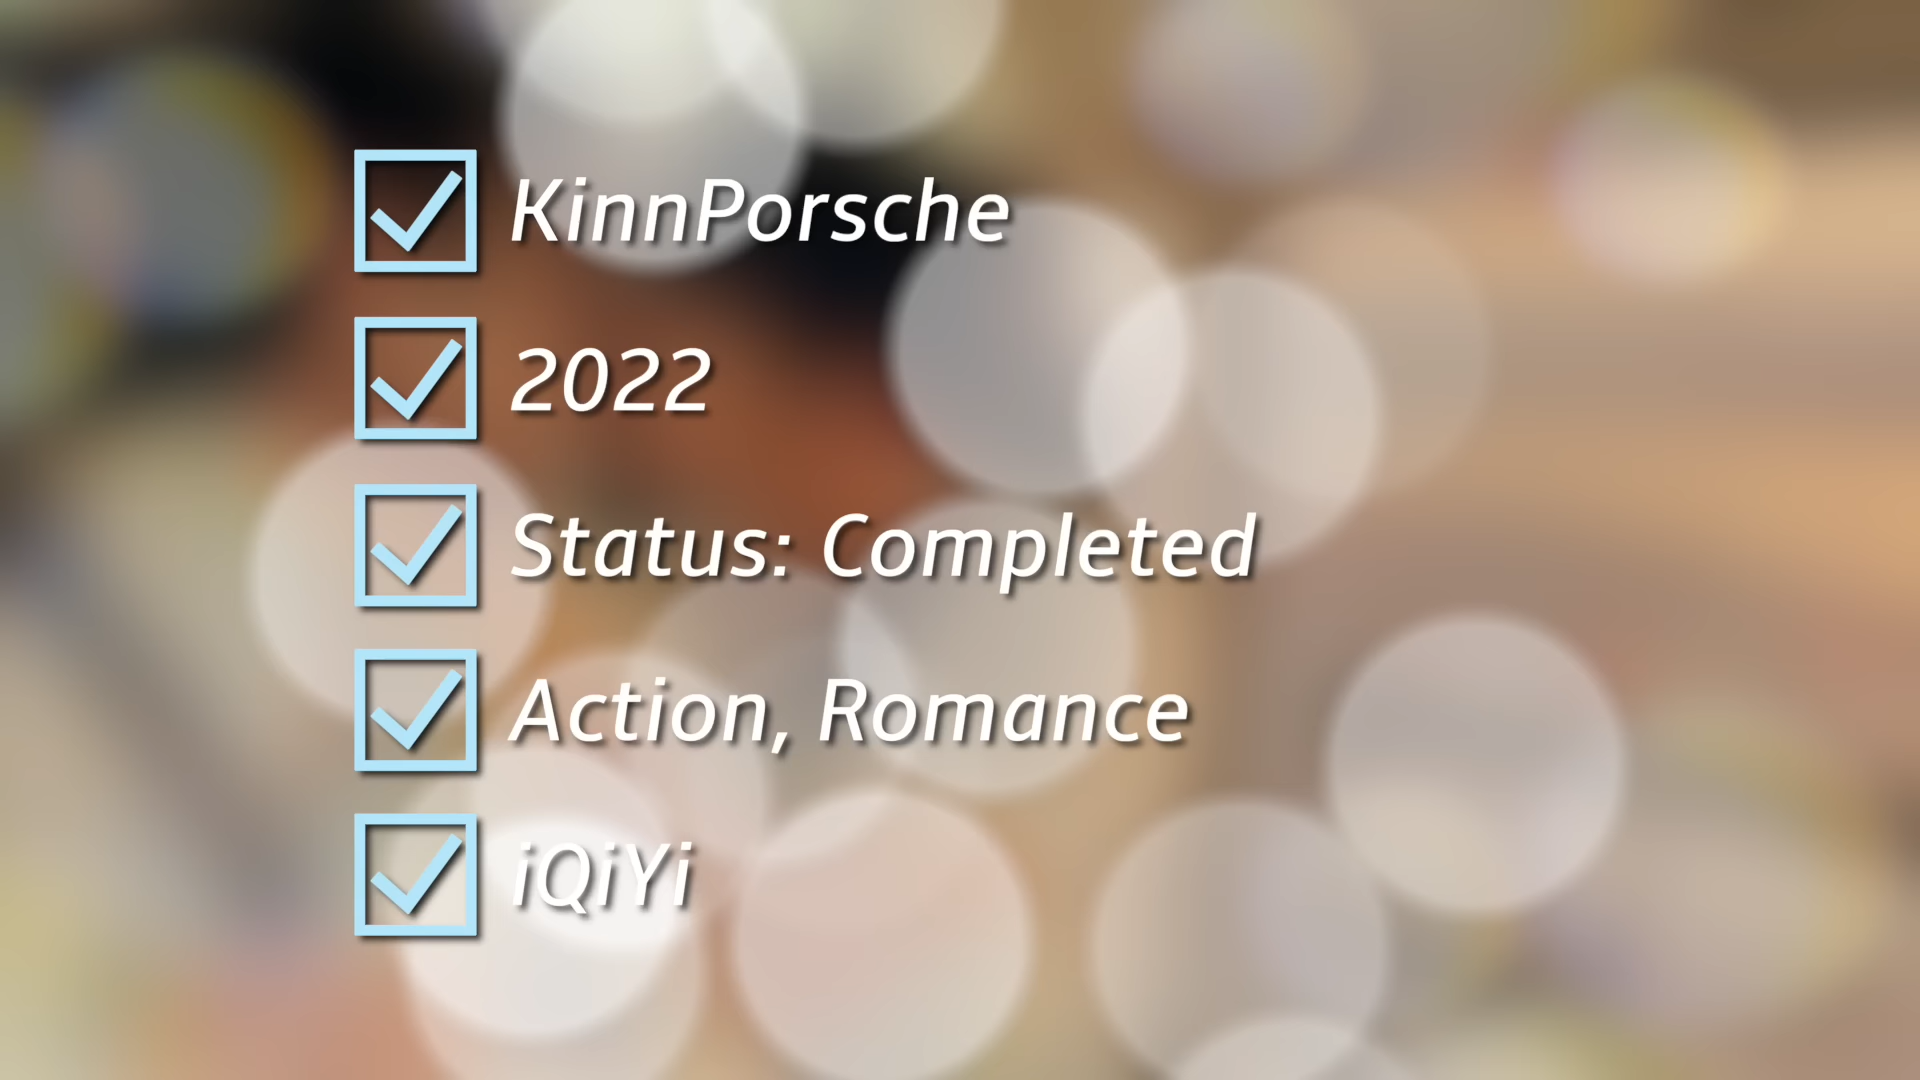 KinnPorsche
2022
Status: Completed
Action, Romance
iQiYi